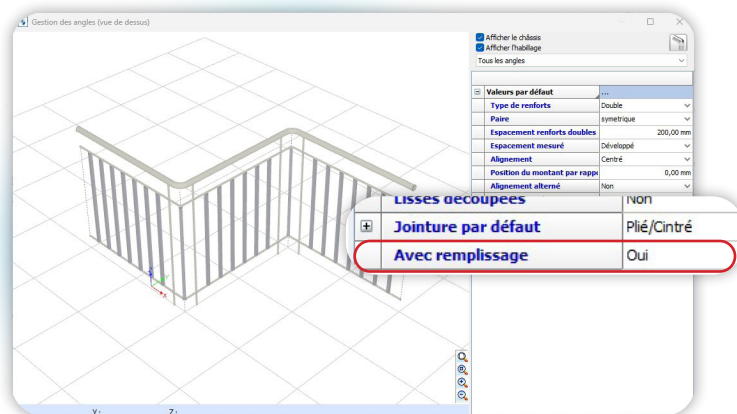 Gestion des angles (vue de dessus)
Afficher le châssis
Afficher l'habillage
Tous les angles
Valeurs par défaut ...
Type de renforts Double
Paire symetrique
Espacement renforts doubles 200,00 mm
Espacement mesuré Développé
Alignement Centré
Position du montant par rappo 0,00 mm
Alignement alterné Non
Lisses découpées Non
Jointure par défaut Plié/Cintré
Avec remplissage Oui
Y
X
Y : Z :